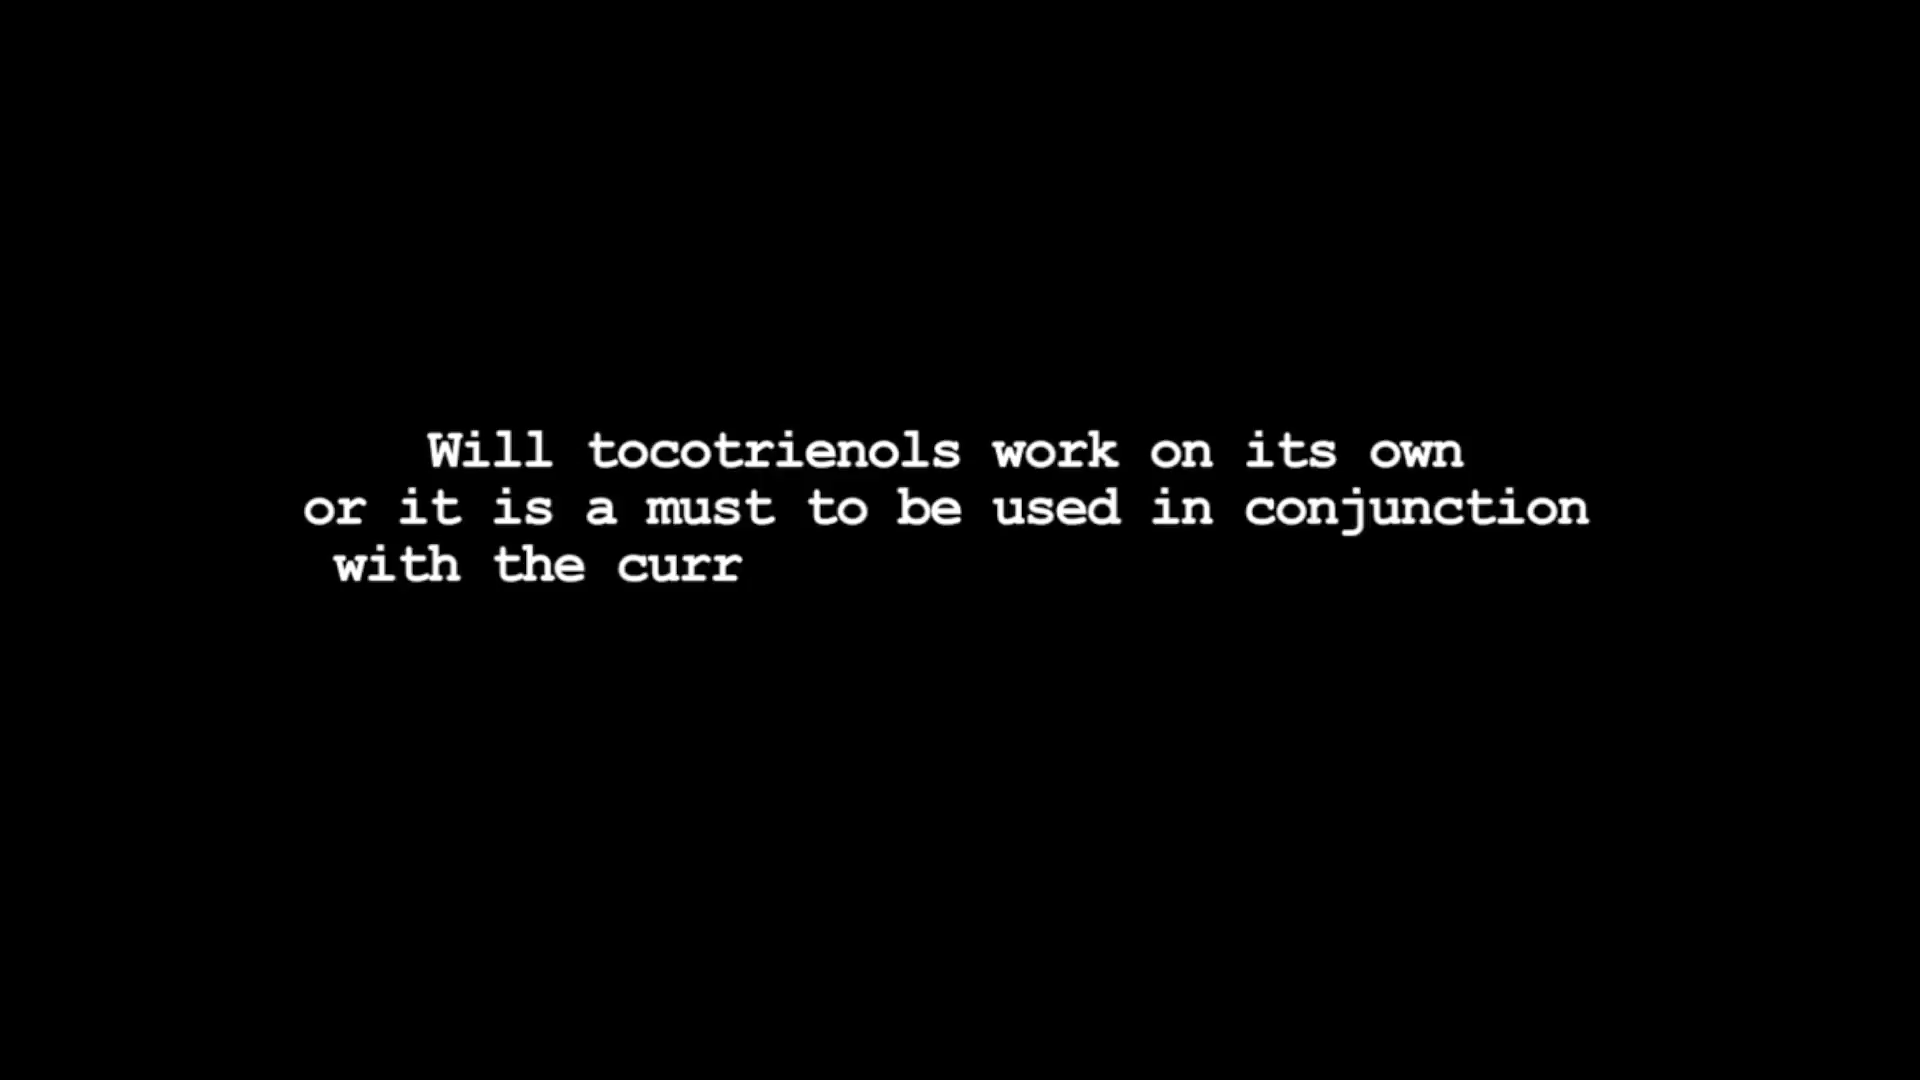 Will tocotrienols work on its own
or it is a must to be used in conjunction
with the curr